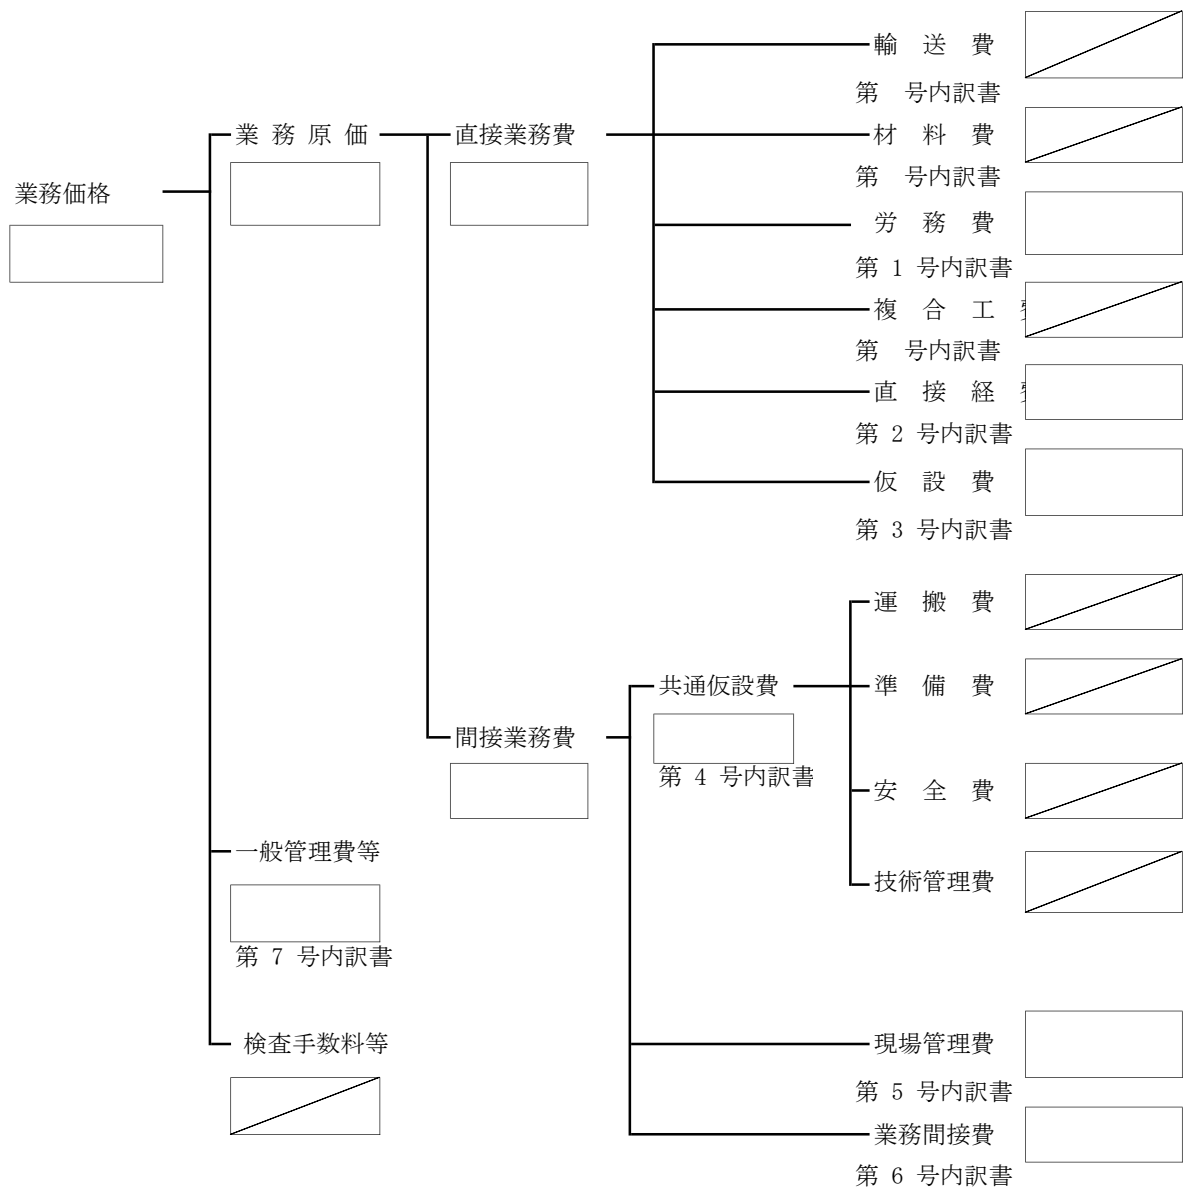 輸 送 費
第 号内訳書
業 務 原 価
直接業務費
材 料 費
第 号内訳書
業務価格
労 務 費
第 1 号内訳書
複 合 工
第 号内訳書
直 接 経
第 2 号内訳書
仮 設 費
第 3 号内訳書
運 搬 費
共通仮設費
準 備 費
間接業務費
第 4 号内訳書
安 全 費
一般管理費等
技術管理費
第 7 号内訳書
検査手数料等
現場管理費
第 5 号内訳書
業務間接費
第 6 号内訳書